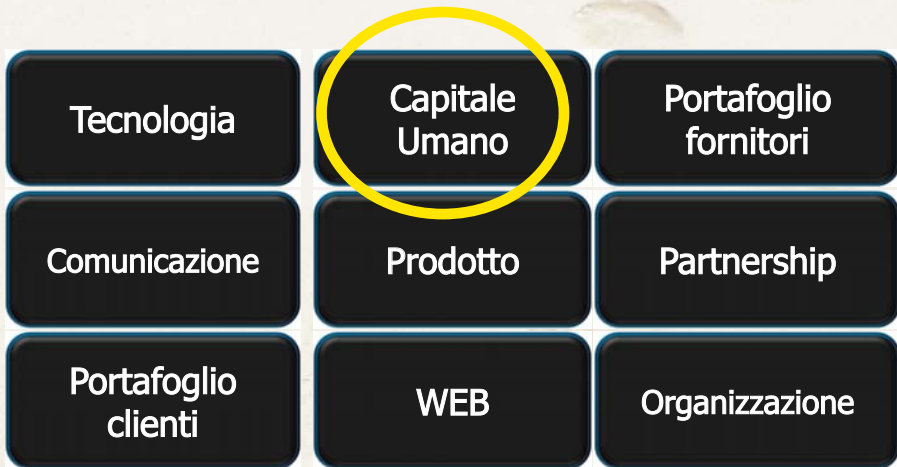 Tecnologia
Capitale
Umano
Portafoglio
fornitori
Comunicazione
Prodotto
Partnership
Portafoglio
clienti
WEB
Organizzazione